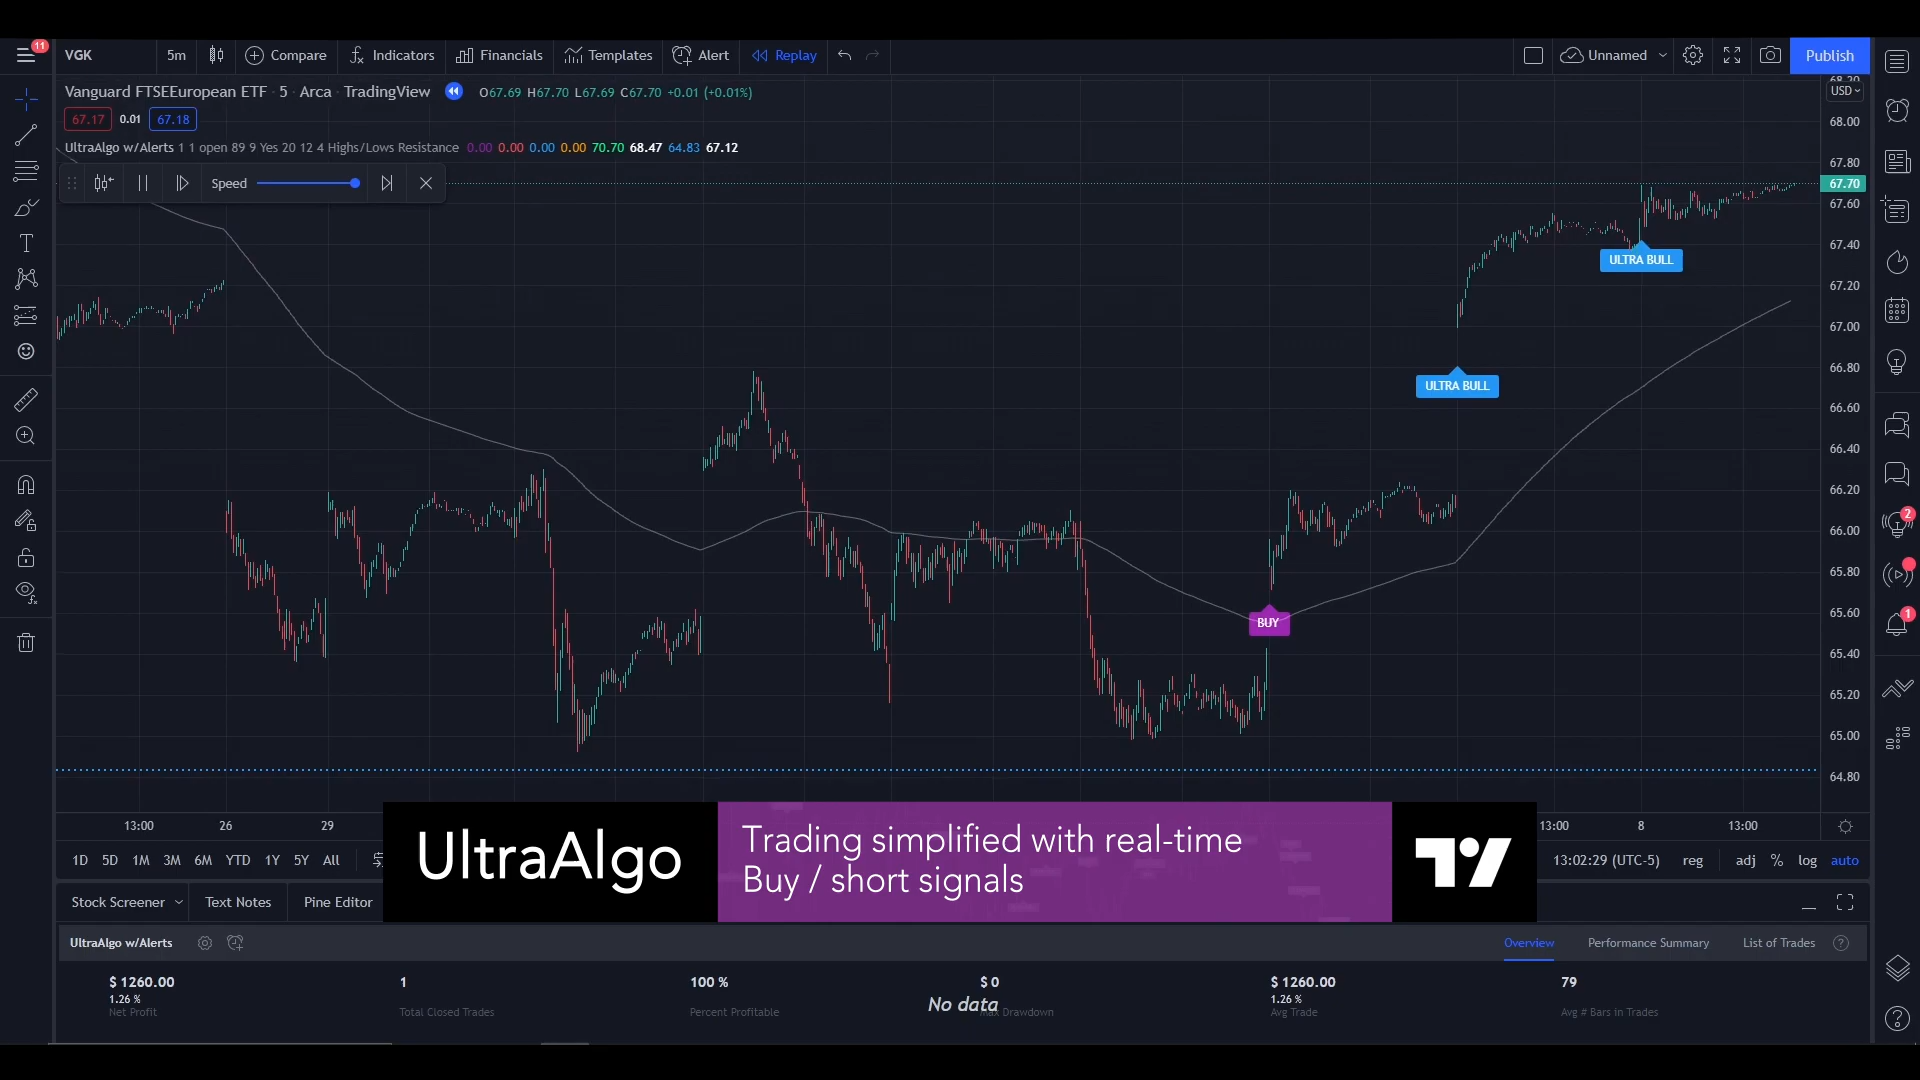 11
VGK
5m
Compare
Indicators
Financials
Templates
Alert
Replay
Unnamed
Publish
Vanguard FTSEEuropean ETF · 5 · Arca · TradingView
O67.69 H67.70 L67.69 C67.70 +0.01 (+0.01%)
67.17 0.01 67.18
UltraAlgo w/Alerts 1 1 open 89 9 Yes 20 12 4 Highs/Lows Resistance 0.00 0.00 0.00 0.00 70.70 68.47 64.83 67.12
Speed
68.20
USD
68.00
67.80
67.70
67.60
67.40
67.20
67.00
66.80
66.60
66.40
66.20
66.00
65.80
65.60
65.40
65.20
65.00
64.80
ULTRA BULL
ULTRA BULL
BUY
2
1
13:00 26 29 13:00 8 13:00
1D 5D 1M 3M 6M YTD 1Y 5Y All
13:02:29 (UTC-5) reg adj % log auto
UltraAlgo
Trading simplified with real-time
Buy / short signals
Stock Screener Text Notes Pine Editor
UltraAlgo w/Alerts
Overview Performance Summary List of Trades
$ 1260.00 1 100 % $ 0 $ 1260.00 79
1.26 % 1.26 %
No data
Net Profit Total Closed Trades Percent Profitable Max Drawdown Avg Trade Avg # Bars in Trades